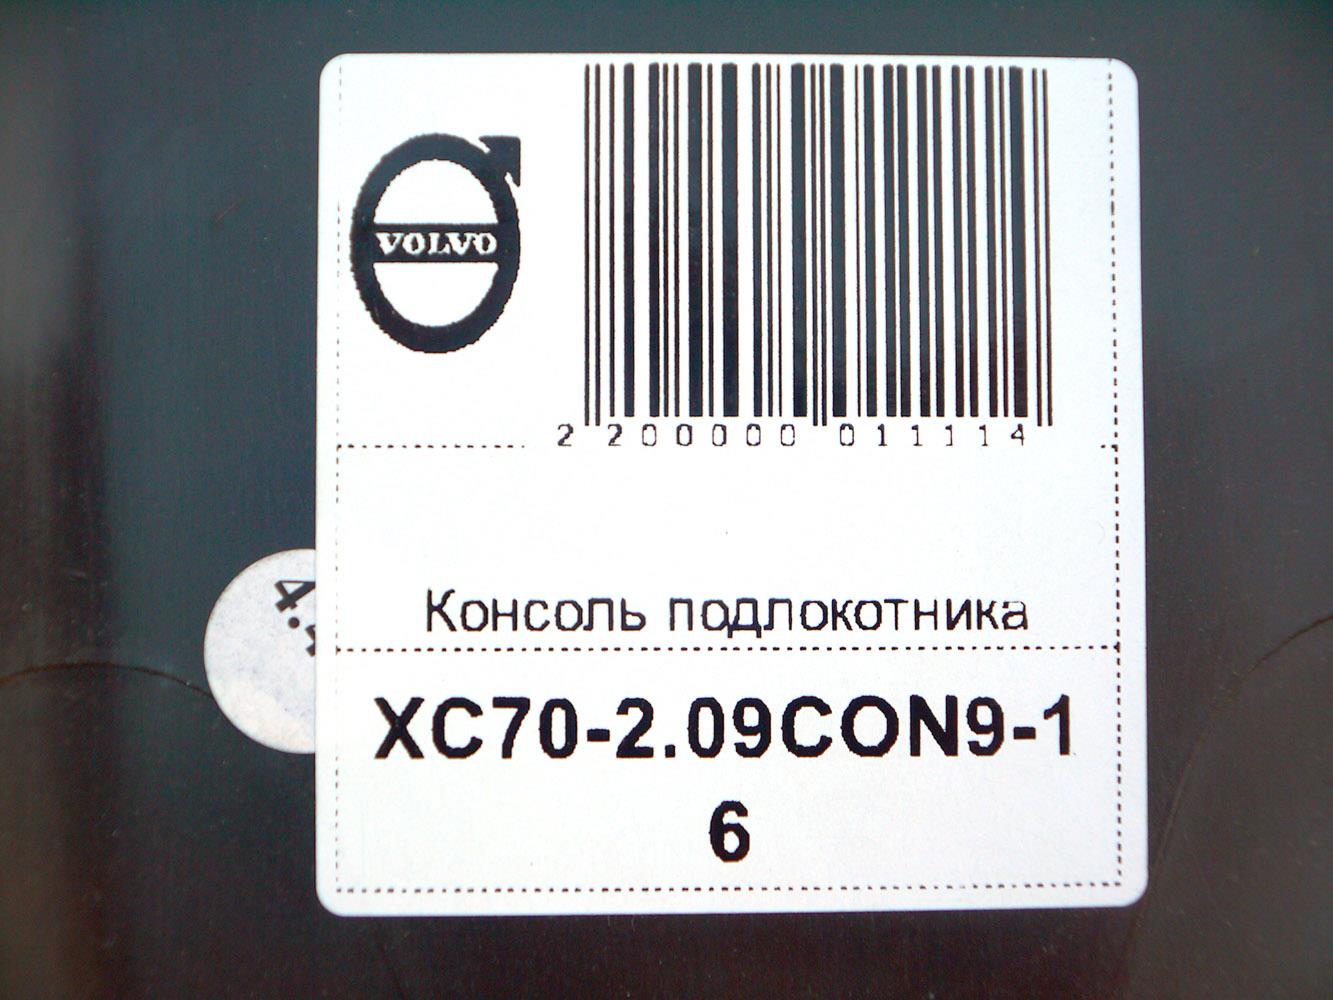 VOLVO
2 200000 011114
Консоль подлокотника
XC70-2.09CON9-1
6